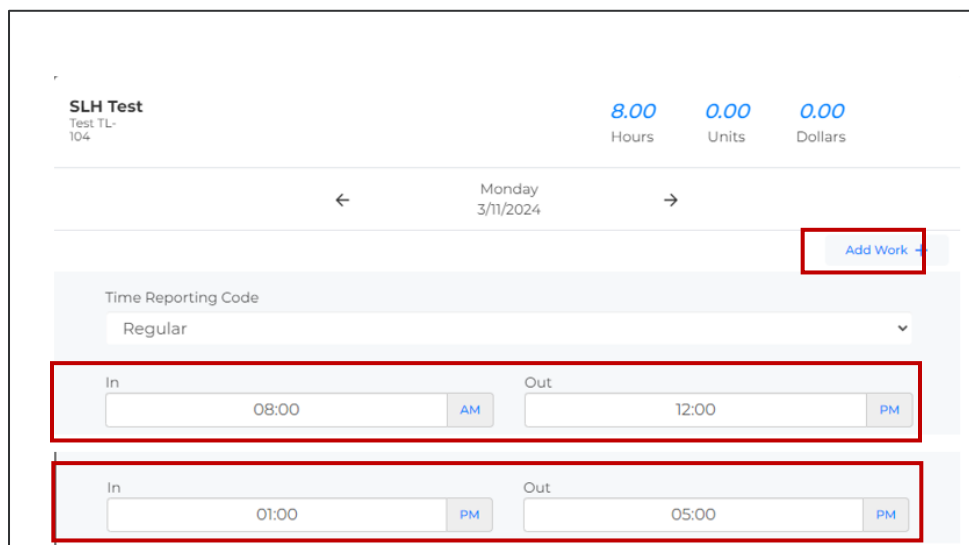 SLH Test
Test TL-
104
8.00 0.00 0.00
Hours Units Dollars
Monday
3/11/2024
Add Work +
Time Reporting Code
Regular
In Out
08:00 AM 12:00 PM
In Out
01:00 PM 05:00 PM